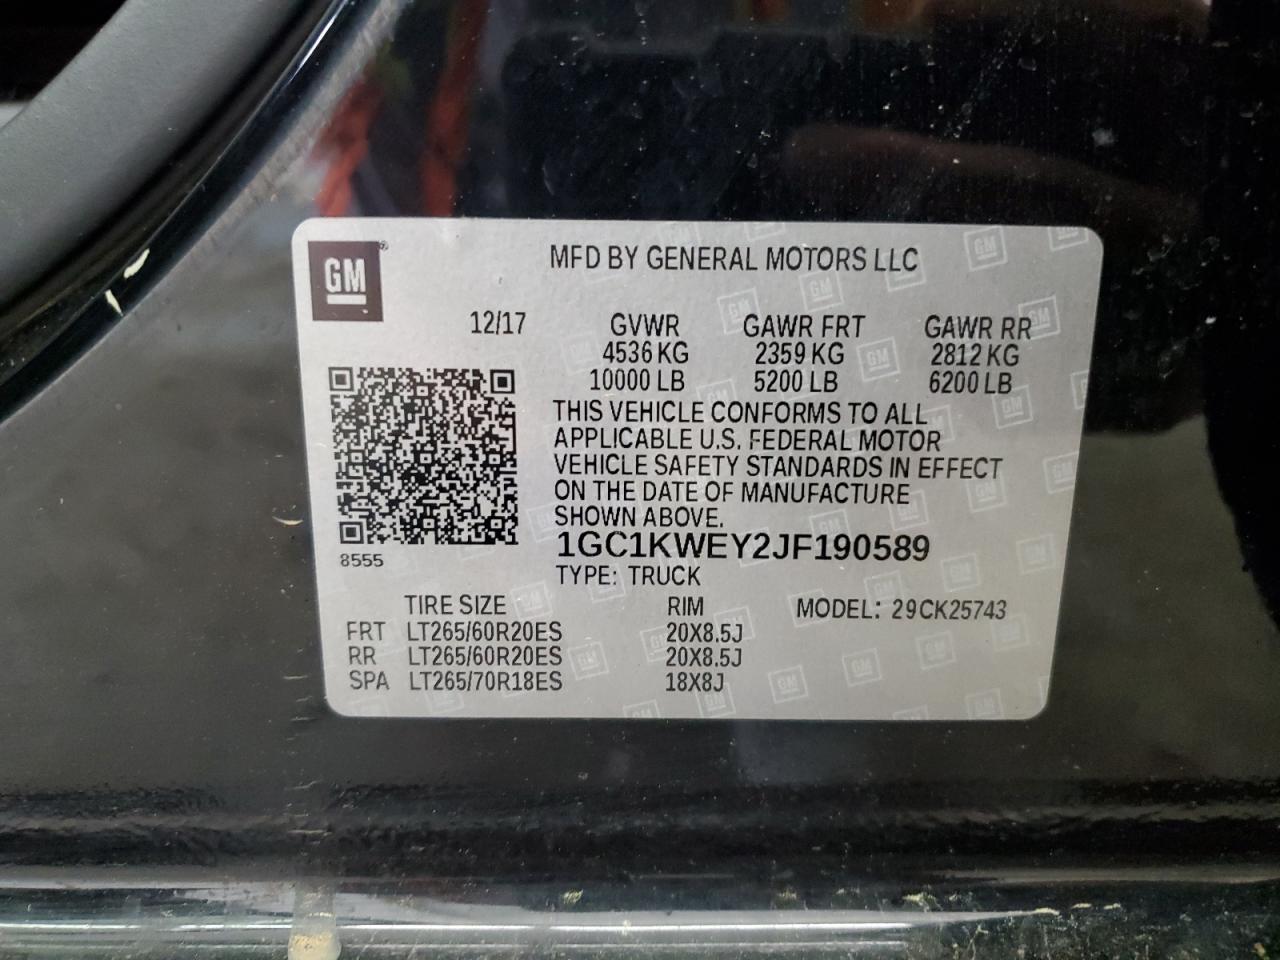 GM®
MFD BY GENERAL MOTORS LLC
12/17 GVWR GAWR FRT GAWR RR
4536 KG 2359 KG 2812 KG
10000 LB 5200 LB 6200 LB
THIS VEHICLE CONFORMS TO ALL
APPLICABLE U.S. FEDERAL MOTOR
VEHICLE SAFETY STANDARDS IN EFFECT
ON THE DATE OF MANUFACTURE
SHOWN ABOVE.
8555
1GC1KWEY2JF190589
TYPE: TRUCK
TIRE SIZE RIM MODEL: 29CK25743
FRT LT265/60R20ES 20X8.5J
RR LT265/60R20ES 20X8.5J
SPA LT265/70R18ES 18X8J